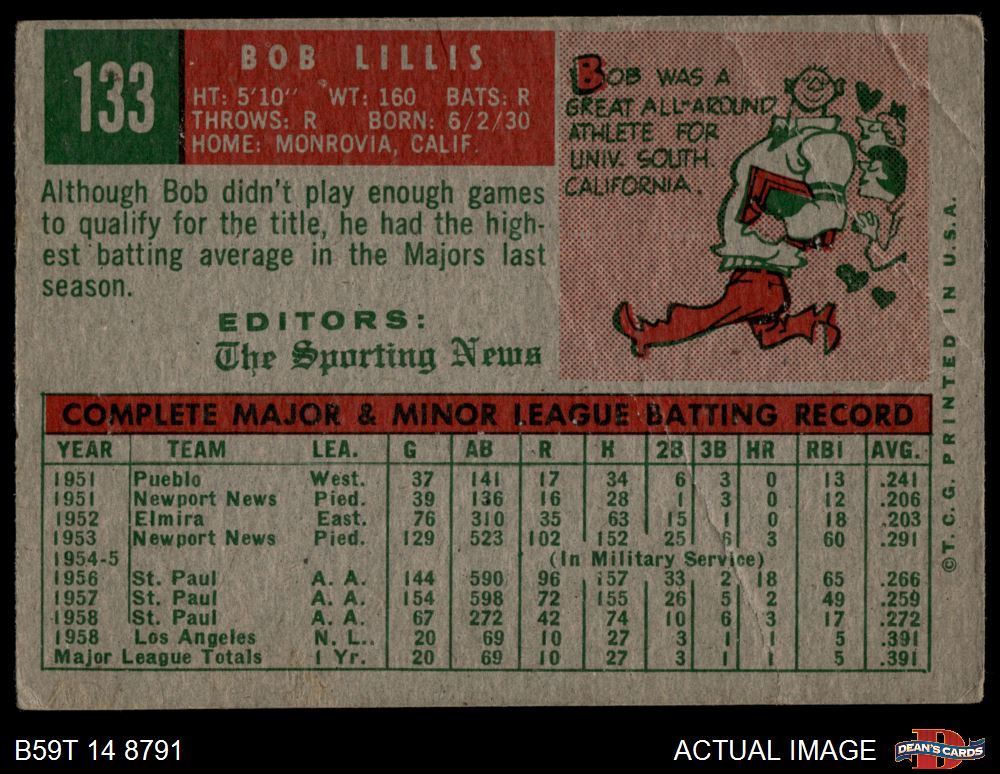 133
BOB LILLIS
HT: 5'10" WT: 160 BATS: R
THROWS: R BORN: 6/2/30
HOME: MONROVIA, CALIF.
BOB WAS A
GREAT ALL-AROUND
ATHLETE FOR
UNIV. SOUTH
CALIFORNIA.
Although Bob didn't play enough games
to qualify for the title, he had the high-
est batting average in the Majors last
season.
EDITORS:
The Sporting News
©T.C.G. PRINTED IN U.S.A.
COMPLETE MAJOR & MINOR LEAGUE BATTING RECORD
YEAR TEAM LEA. G AB R H 2B 3B HR RBI AVG.
1951 Pueblo West. 37 141 17 34 6 3 0 13 .241
1951 Newport News Pied. 39 136 16 28 1 3 0 12 .206
1952 Elmira East. 76 310 35 63 15 1 0 18 .203
1953 Newport News Pied. 129 523 102 152 25 6 3 60 .291
1954-5 (In Military Service)
1956 St. Paul A. A. 144 590 96 157 33 2 18 65 .266
1957 St. Paul A. A. 154 598 72 155 26 5 2 49 .259
1958 St. Paul A. A. 67 272 42 74 10 6 3 17 .272
1958 Los Angeles N. L. 20 69 10 27 3 1 1 5 .391
Major League Totals 1 Yr. 20 69 10 27 3 1 1 5 .391
B59T 14 8791
ACTUAL IMAGE
D
DEAN'S CARDS